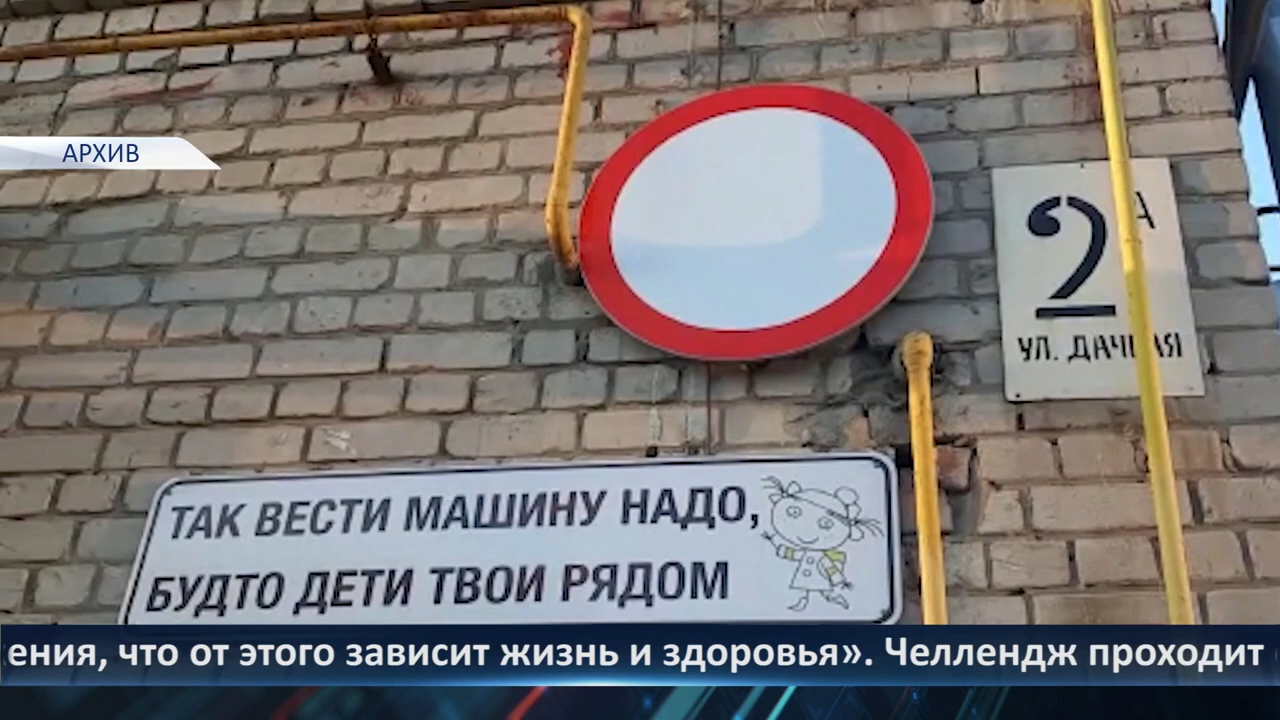 АРХИВ
2А
УЛ. ДАЧНАЯ
ТАК ВЕСТИ МАШИНУ НАДО,
БУДТО ДЕТИ ТВОИ РЯДОМ
ения, что от этого зависит жизнь и здоровья». Челлендж проходит